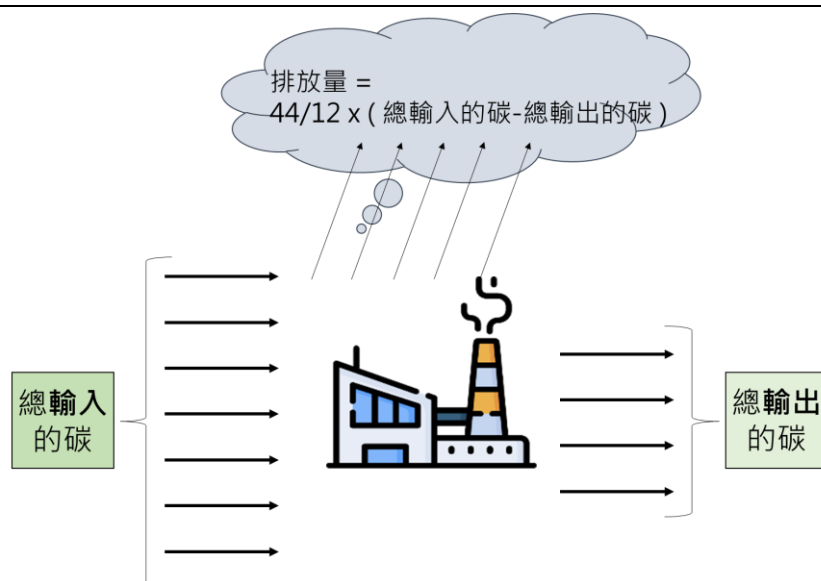 排放量 =
44/12 x ( 總輸入的碳-總輸出的碳 )
總輸入
的碳
總輸出
的碳